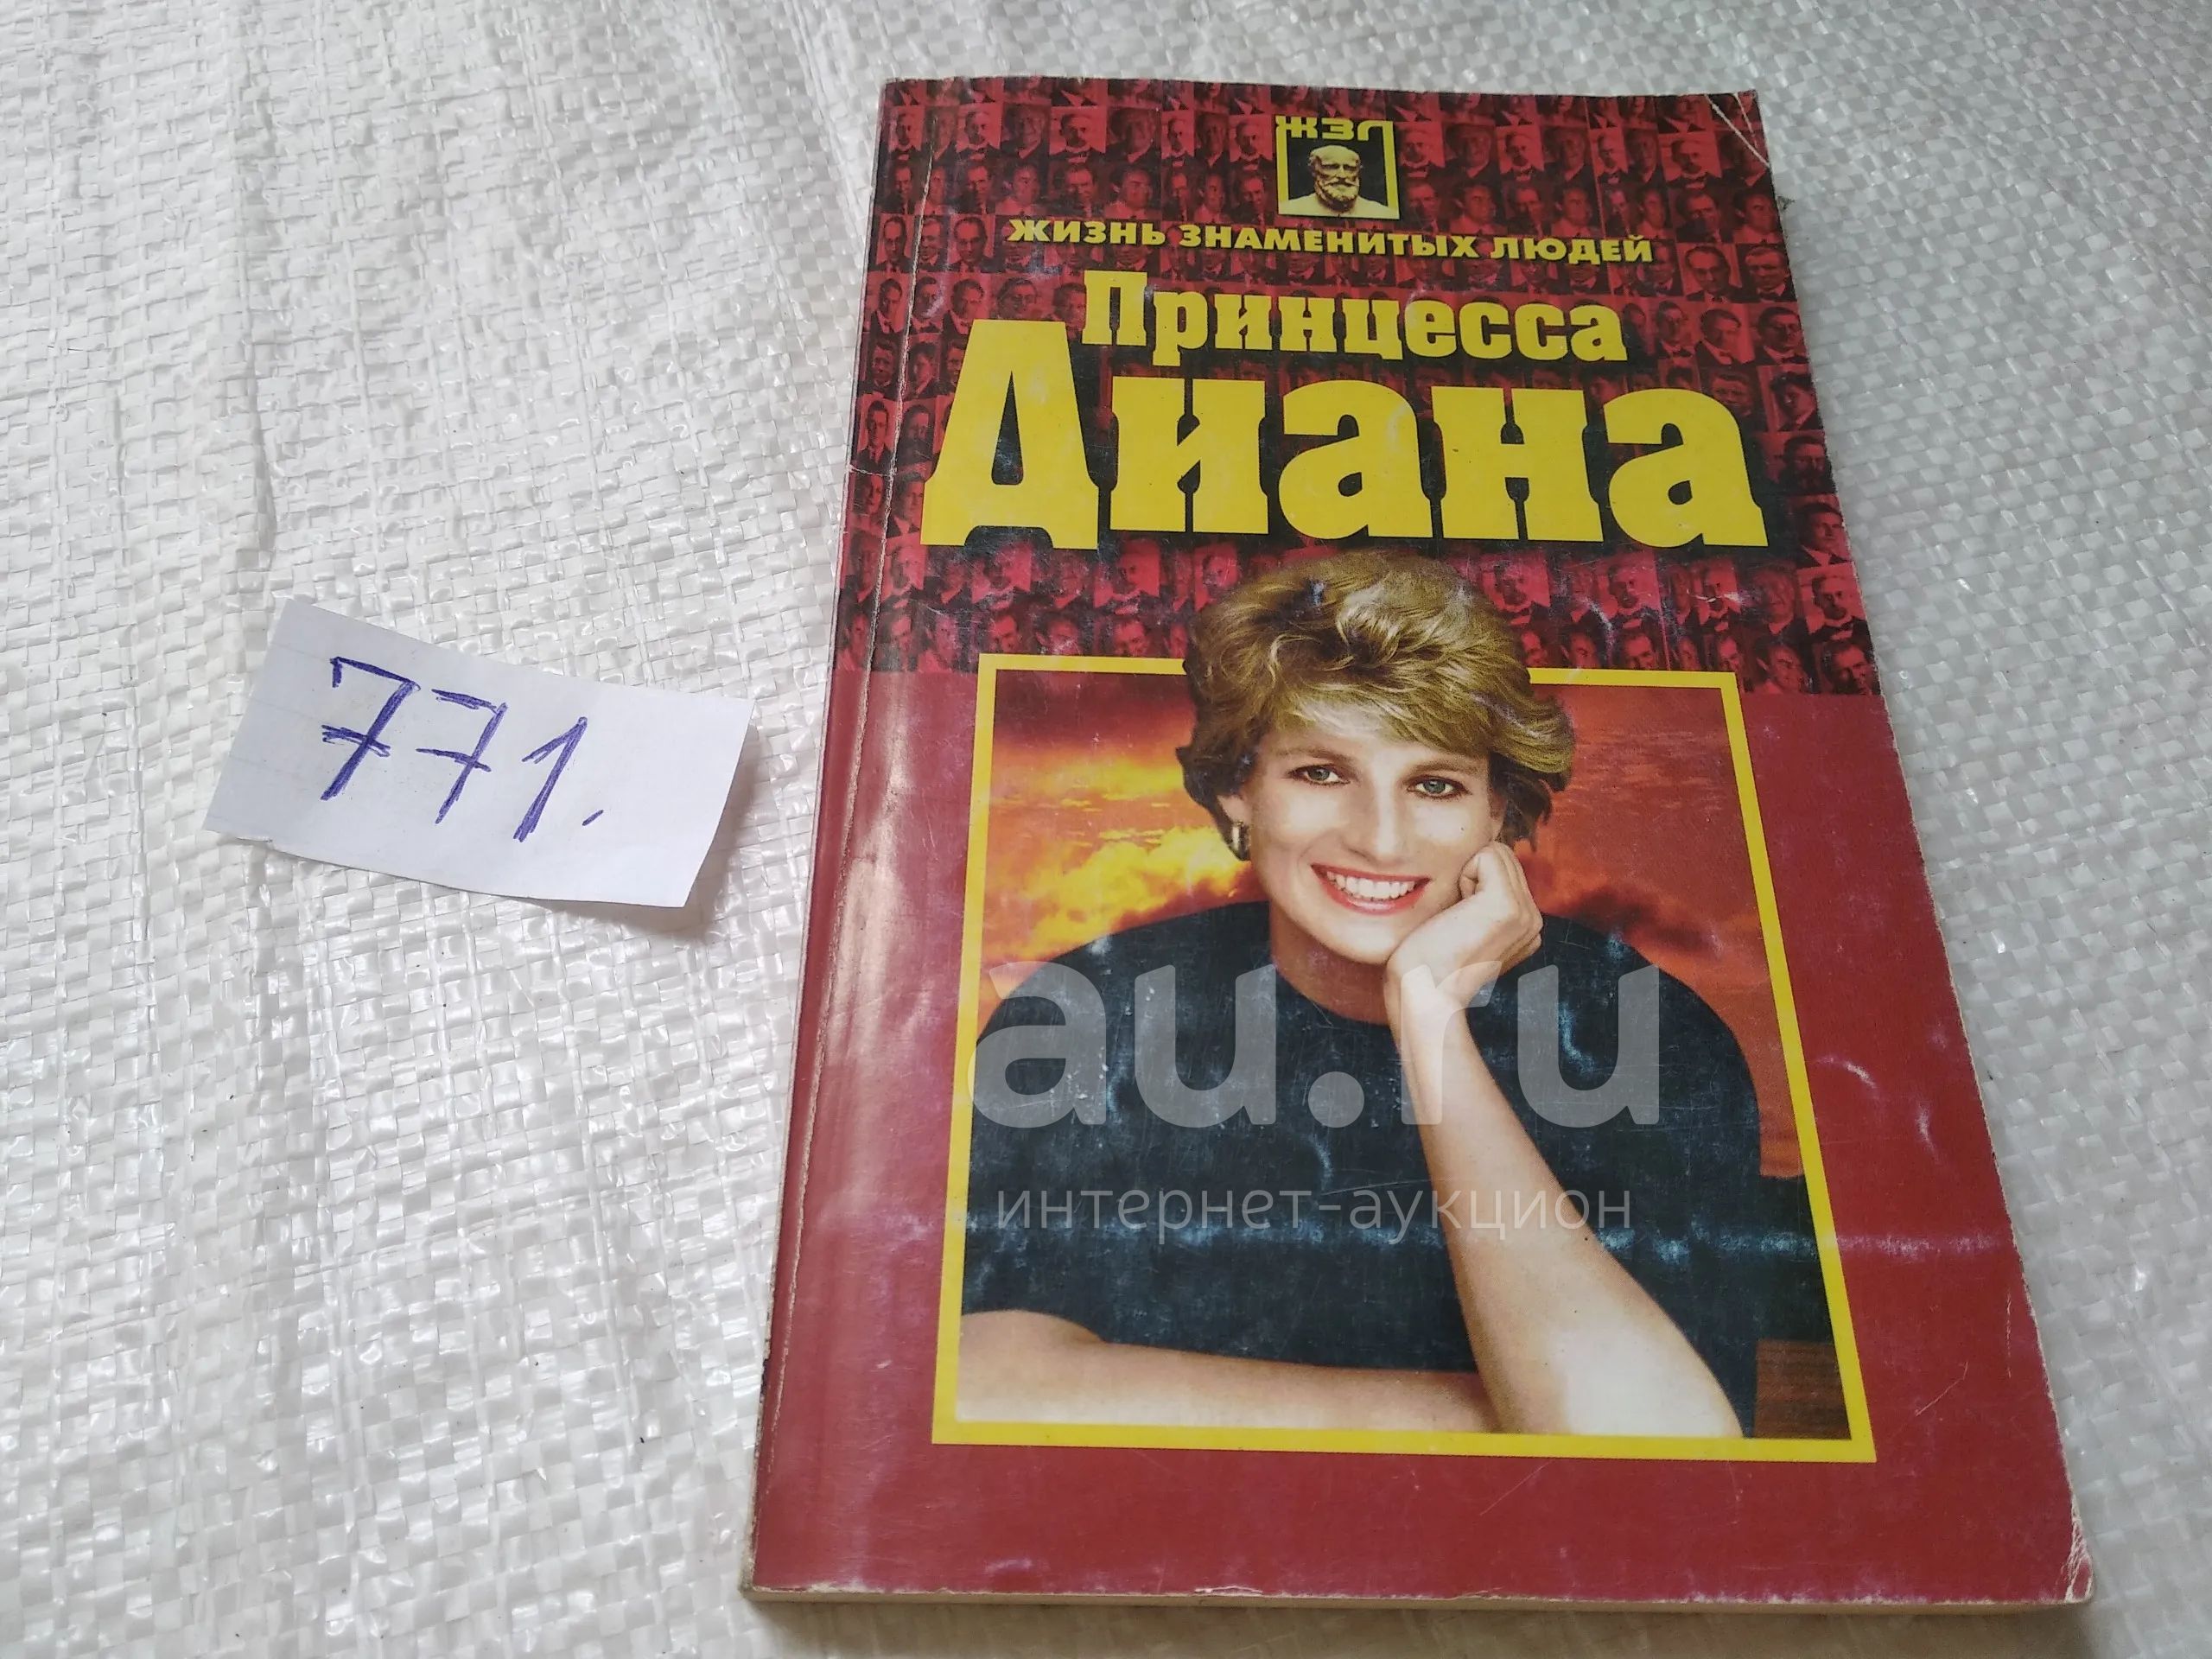 ЖЗЛ
ЖИЗНЬ ЗНАМЕНИТЫХ ЛЮДЕЙ
Принцесса
Диана
771.
au.ru
интернет-аукцион